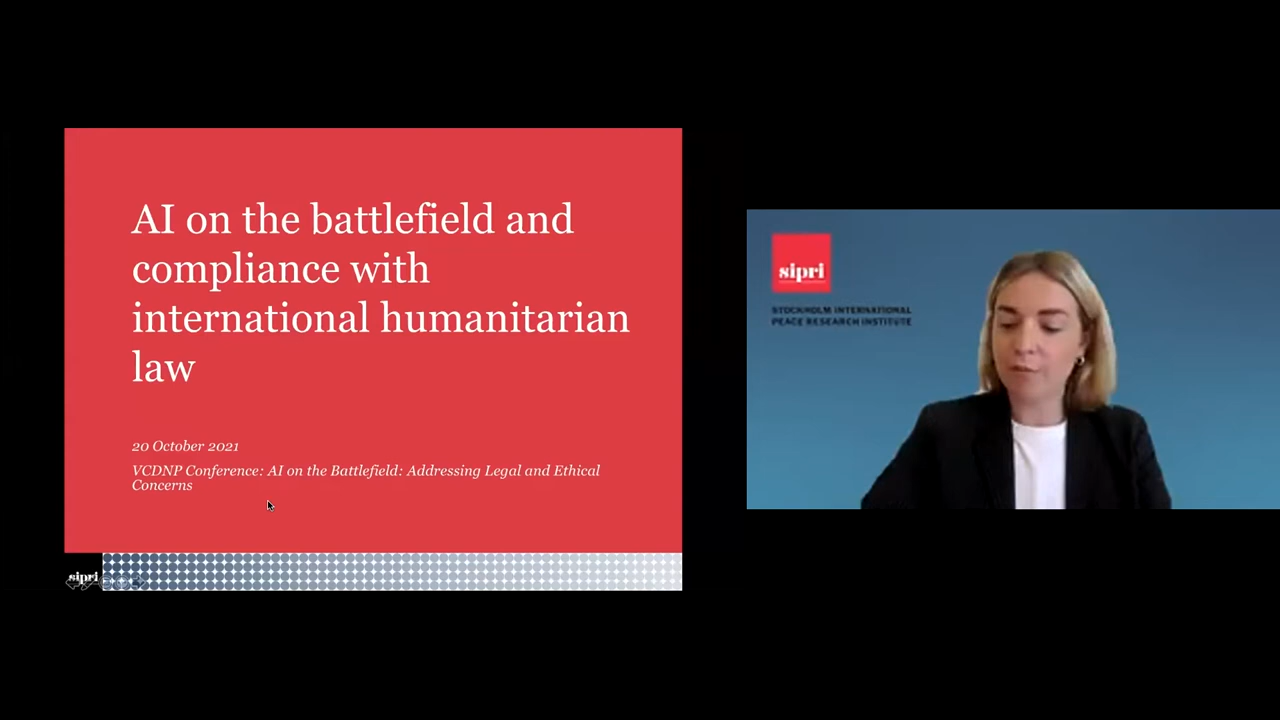 AI on the battlefield and
compliance with
international humanitarian
law
20 October 2021
VCDNP Conference: AI on the Battlefield: Addressing Legal and Ethical
Concerns
sipri
sipri
STOCKHOLM INTERNATIONAL
PEACE RESEARCH INSTITUTE